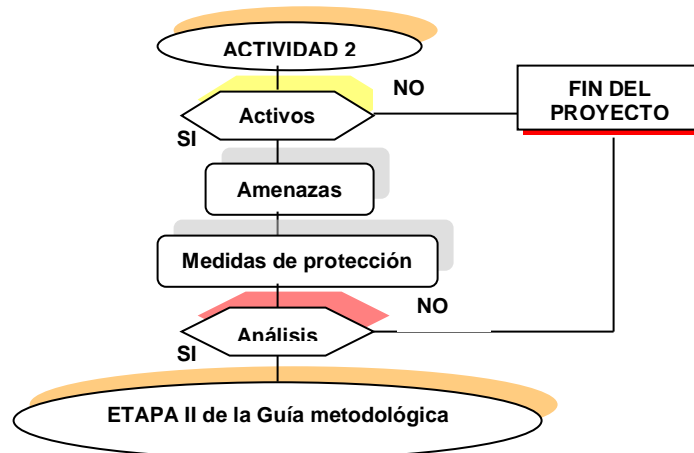 ACTIVIDAD 2
NO
FIN DEL
PROYECTO
Activos
SI
Amenazas
Medidas de protección
NO
Análisis
SI
ETAPA II de la Guía metodológica